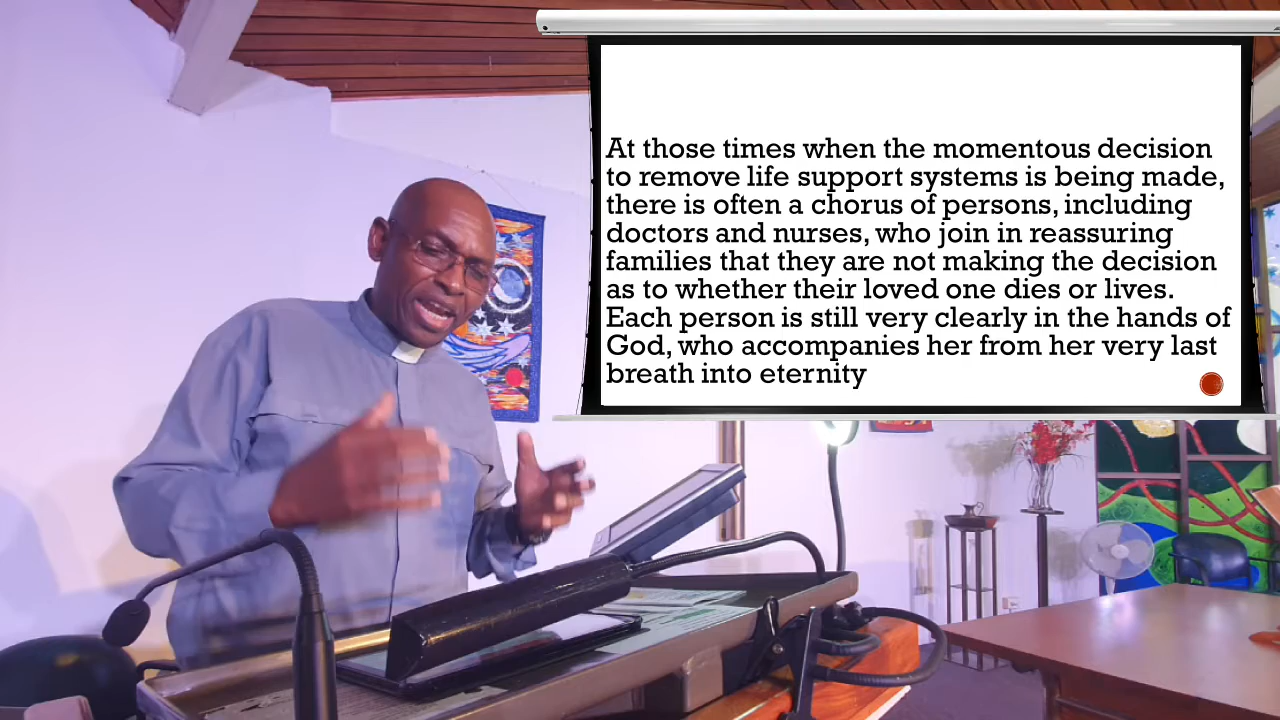 At those times when the momentous decision
to remove life support systems is being made,
there is often a chorus of persons, including
doctors and nurses, who join in reassuring
families that they are not making the decision
as to whether their loved one dies or lives.
Each person is still very clearly in the hands of
God, who accompanies her from her very last
breath into eternity